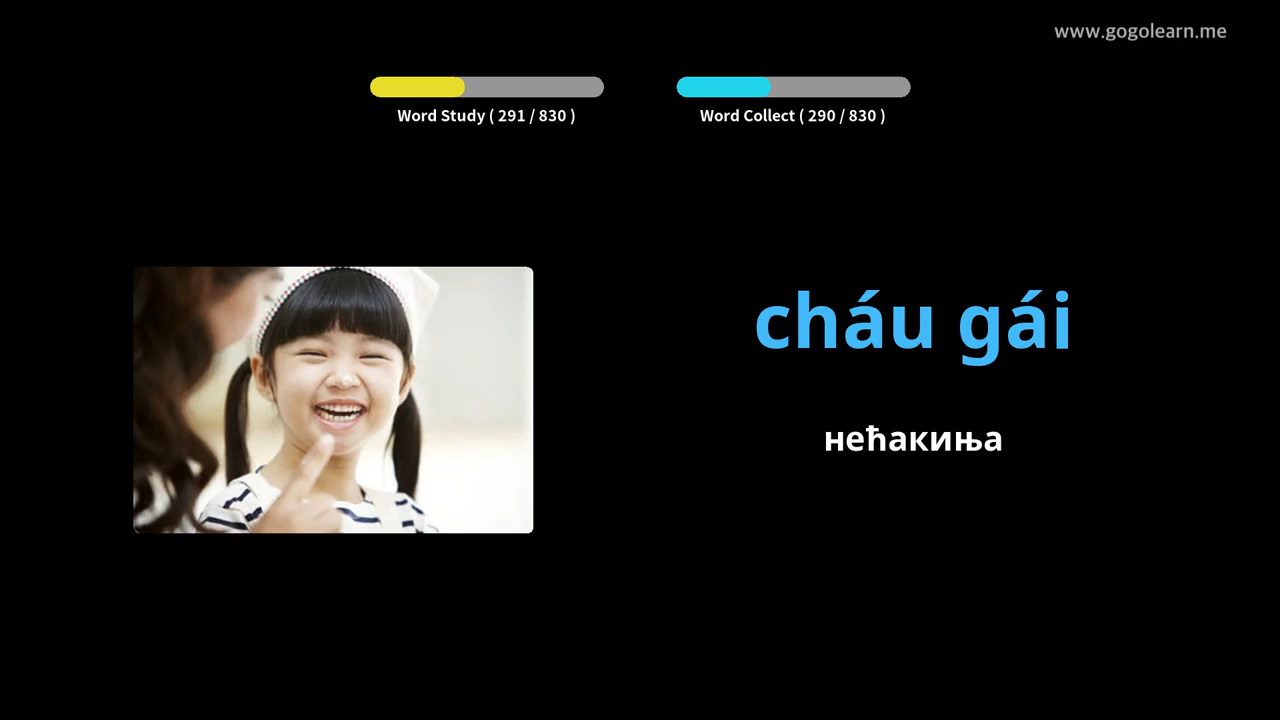 www.gogolearn.me
Word Study ( 291 / 830 )
Word Collect ( 290 / 830 )
cháu gái
нећакиња